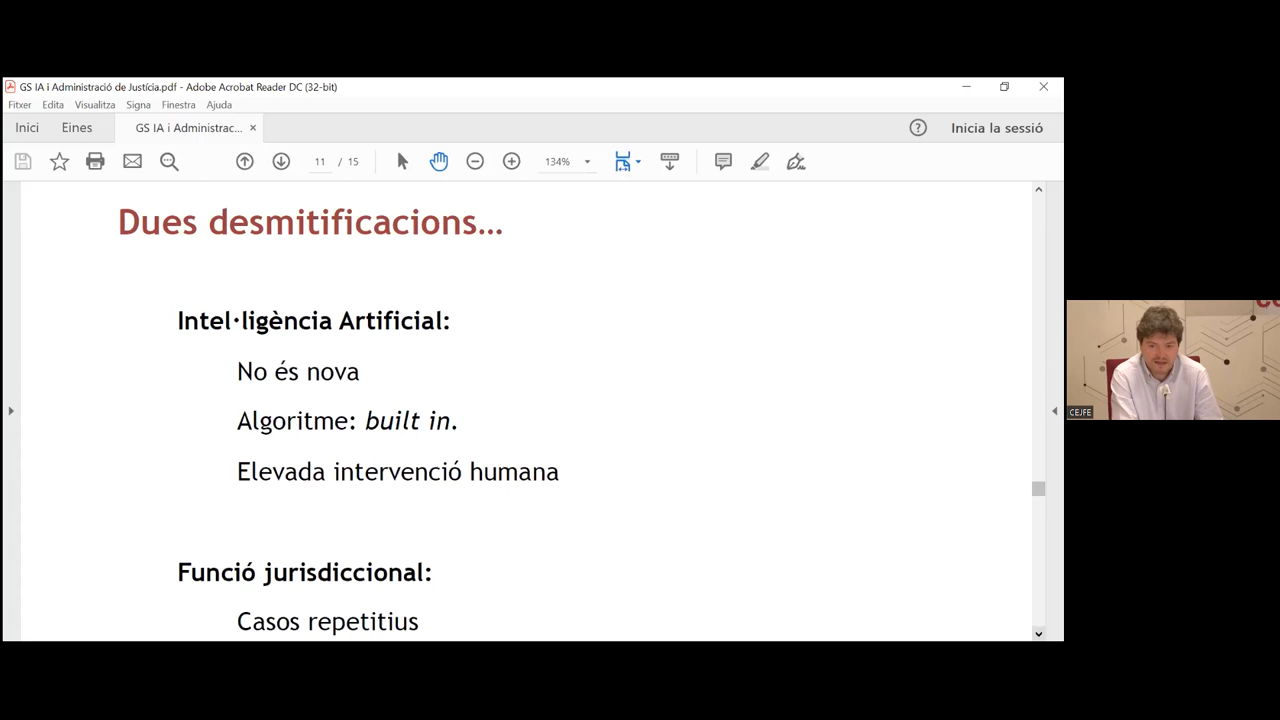 GS IA i Administració de Justícia.pdf - Adobe Acrobat Reader DC (32-bit)
Fitxer Edita Visualitza Signa Finestra Ajuda
Inici Eines GS IA i Administrac... × Inicia la sessió
11 / 15 134%
Dues desmitificacions…
Intel·ligència Artificial:
No és nova
Algoritme: built in.
Elevada intervenció humana
Funció jurisdiccional:
Casos repetitius
CEJFE